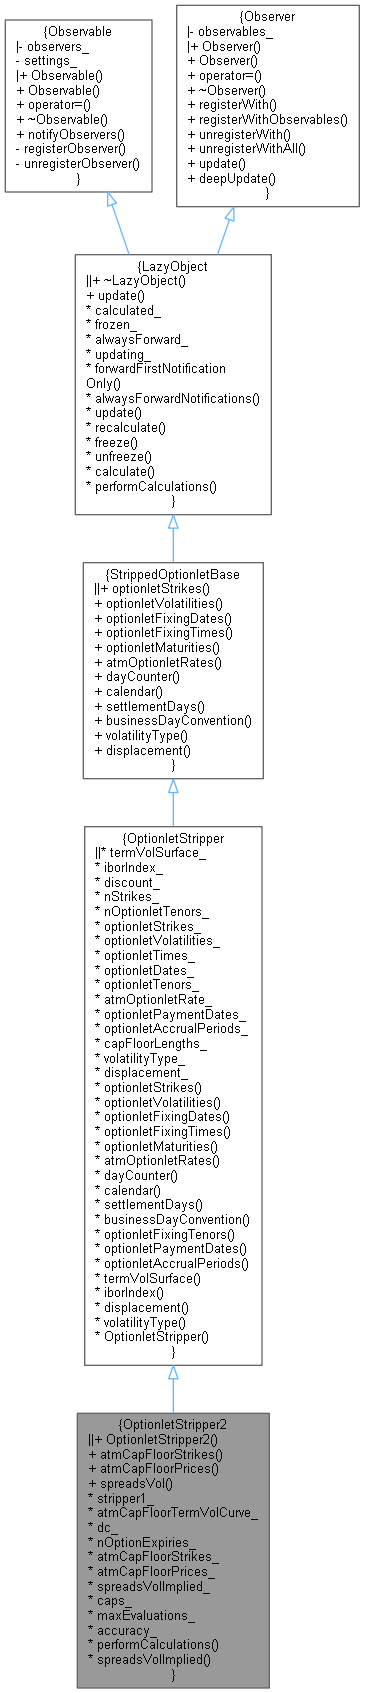 {Observable
|- observers_
- settings_
|+ Observable()
+ Observable()
+ operator=()
+ ~Observable()
+ notifyObservers()
- registerObserver()
- unregisterObserver()
}
{Observer
|- observables_
|+ Observer()
+ Observer()
+ operator=()
+ ~Observer()
+ registerWith()
+ registerWithObservables()
+ unregisterWith()
+ unregisterWithAll()
+ update()
+ deepUpdate()
}
{LazyObject
||+ ~LazyObject()
+ update()
* calculated_
* frozen_
* alwaysForward_
* updating_
* forwardFirstNotification
Only()
* alwaysForwardNotifications()
* update()
* recalculate()
* freeze()
* unfreeze()
* calculate()
* performCalculations()
}
{StrippedOptionletBase
||+ optionletStrikes()
+ optionletVolatilities()
+ optionletFixingDates()
+ optionletFixingTimes()
+ optionletMaturities()
+ atmOptionletRates()
+ dayCounter()
+ calendar()
+ settlementDays()
+ businessDayConvention()
+ volatilityType()
+ displacement()
}
{OptionletStripper
||* termVolSurface_
* iborIndex_
* discount_
* nStrikes_
* nOptionletTenors_
* optionletStrikes_
* optionletVolatilities_
* optionletTimes_
* optionletDates_
* optionletTenors_
* atmOptionletRate_
* optionletPaymentDates_
* optionletAccrualPeriods_
* capFloorLengths_
* volatilityType_
* displacement_
* optionletStrikes()
* optionletVolatilities()
* optionletFixingDates()
* optionletFixingTimes()
* optionletMaturities()
* atmOptionletRates()
* dayCounter()
* calendar()
* settlementDays()
* businessDayConvention()
* optionletFixingTenors()
* optionletPaymentDates()
* optionletAccrualPeriods()
* termVolSurface()
* iborIndex()
* displacement()
* volatilityType()
* OptionletStripper()
}
{OptionletStripper2
||+ OptionletStripper2()
+ atmCapFloorStrikes()
+ atmCapFloorPrices()
+ spreadsVol()
* stripper1_
* atmCapFloorTermVolCurve_
* dc_
* nOptionExpiries_
* atmCapFloorStrikes_
* atmCapFloorPrices_
* spreadsVolImplied_
* caps_
* maxEvaluations_
* accuracy_
* performCalculations()
* spreadsVolImplied()
}